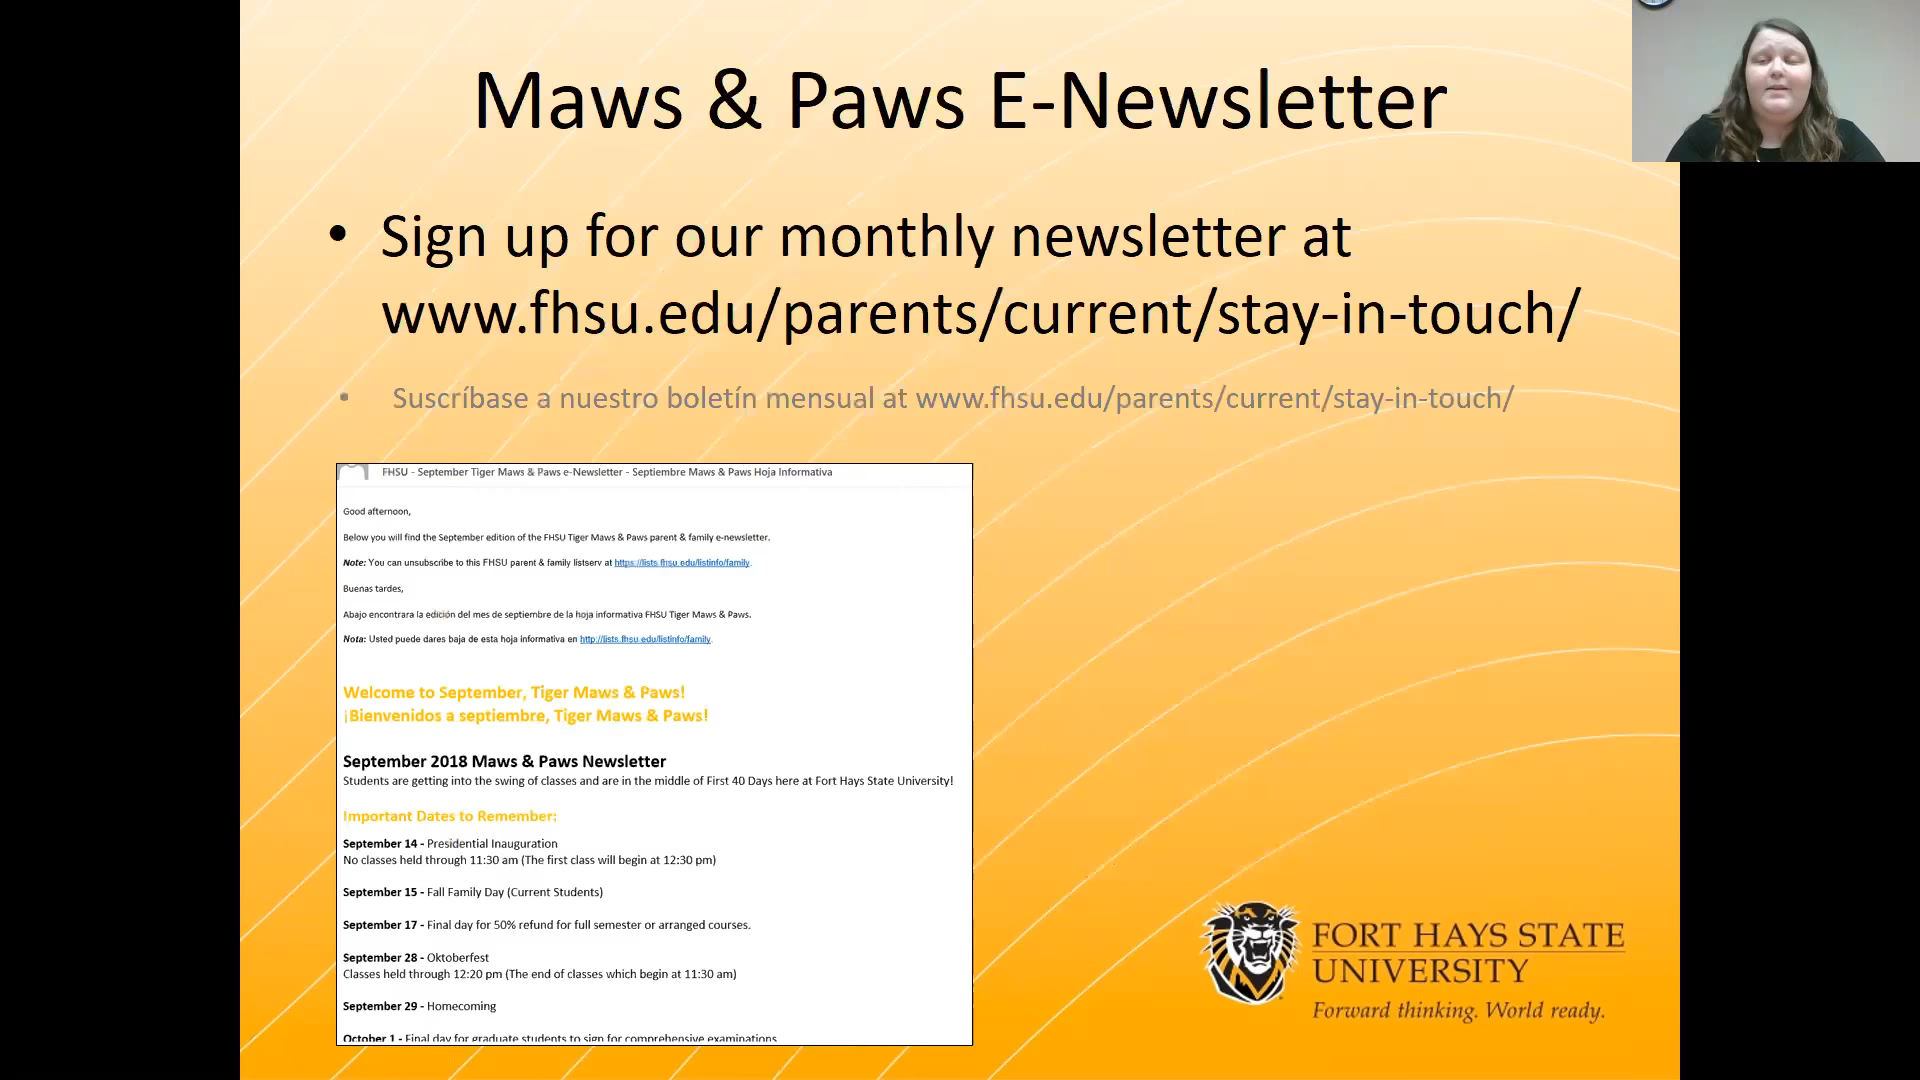 Maws & Paws E-Newsletter
• Sign up for our monthly newsletter at
www.fhsu.edu/parents/current/stay-in-touch/
• Suscríbase a nuestro boletín mensual at www.fhsu.edu/parents/current/stay-in-touch/
FHSU - September Tiger Maws & Paws e-Newsletter - Septiembre Maws & Paws Hoja Informativa
Good afternoon,
Below you will find the September edition of the FHSU Tiger Maws & Paws parent & family e-newsletter.
Note: You can unsubscribe to this FHSU parent & family listserv at https://lists.fhsu.edu/listinfo/family.
Buenas tardes,
Abajo encontrara la edición del mes de septiembre de la hoja informativa FHSU Tiger Maws & Paws.
Nota: Usted puede dares baja de esta hoja informativa en http://lists.fhsu.edu/listinfo/family.
Welcome to September, Tiger Maws & Paws!
¡Bienvenidos a septiembre, Tiger Maws & Paws!
September 2018 Maws & Paws Newsletter
Students are getting into the swing of classes and are in the middle of First 40 Days here at Fort Hays State University!
Important Dates to Remember:
September 14 - Presidential Inauguration
No classes held through 11:30 am (The first class will begin at 12:30 pm)
September 15 - Fall Family Day (Current Students)
September 17 - Final day for 50% refund for full semester or arranged courses.
September 28 - Oktoberfest
Classes held through 12:20 pm (The end of classes which begin at 11:30 am)
September 29 - Homecoming
October 1 - Final day for graduate students to sign for comprehensive examinations
FORT HAYS STATE
UNIVERSITY
Forward thinking. World ready.